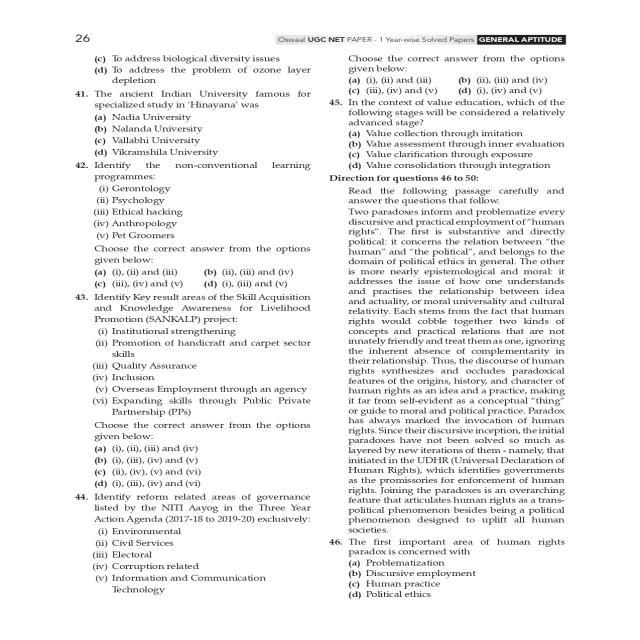 26
Oswaal UGC NET PAPER - 1 Year-wise Solved Papers GENERAL APTITUDE
(c) To address biological diversity issues
(d) To address the problem of ozone layer
depletion
41. The ancient Indian University famous for
specialized study in 'Hinayana' was
(a) Nadia University
(b) Nalanda University
(c) Vallabhi University
(d) Vikramshila University
42. Identify the non-conventional learning
programmes:
(i) Gerontology
(ii) Psychology
(iii) Ethical hacking
(iv) Anthropology
(v) Pet Groomers
Choose the correct answer from the options
given below:
(a) (i), (ii) and (iii) (b) (ii), (iii) and (iv)
(c) (iii), (iv) and (v) (d) (i), (iii) and (v)
43. Identify Key result areas of the Skill Acquisition
and Knowledge Awareness for Livelihood
Promotion (SANKALP) project:
(i) Institutional strengthening
(ii) Promotion of handicraft and carpet sector
skills
(iii) Quality Assurance
(iv) Inclusion
(v) Overseas Employment through an agency
(vi) Expanding skills through Public Private
Partnership (PPs)
Choose the correct answer from the options
given below:
(a) (i), (ii), (iii) and (iv)
(b) (i), (iii), (iv) and (v)
(c) (ii), (iv), (v) and (vi)
(d) (i), (iii), (iv) and (vi)
44. Identify reform related areas of governance
listed by the NITI Aayog in the Three Year
Action Agenda (2017-18 to 2019-20) exclusively:
(i) Environmental
(ii) Civil Services
(iii) Electoral
(iv) Corruption related
(v) Information and Communication
Technology
Choose the correct answer from the options
given below:
(a) (i), (ii) and (iii) (b) (ii), (iii) and (iv)
(c) (iii), (iv) and (v) (d) (i), (iv) and (v)
45. In the context of value education, which of the
following stages will be considered a relatively
advanced stage?
(a) Value collection through imitation
(b) Value assessment through inner evaluation
(c) Value clarification through exposure
(d) Value consolidation through integration
Direction for questions 46 to 50:
Read the following passage carefully and
answer the questions that follow.
Two paradoxes inform and problematize every
discursive and practical employment of "human
rights". The first is substantive and directly
political: it concerns the relation between "the
human" and "the political", and belongs to the
domain of political ethics in general. The other
is more nearly epistemological and moral: it
addresses the issue of how one understands
and practises the relationship between idea
and actuality, or moral universality and cultural
relativity. Each stems from the fact that human
rights would cobble together two kinds of
concepts and practical relations that are not
innately friendly and treat them as one, ignoring
the inherent absence of complementarity in
their relationship. Thus, the discourse of human
rights synthesizes and occludes paradoxical
features of the origins, history, and character of
human rights as an idea and a practice, making
it far from self-evident as a conceptual "thing"
or guide to moral and political practice. Paradox
has always marked the invocation of human
rights. Since their discursive inception, the initial
paradoxes have not been solved so much as
layered by new iterations of them - namely, that
initiated in the UDHR (Universal Declaration of
Human Rights), which identifies governments
as the promissories for enforcement of human
rights. Joining the paradoxes is an overarching
feature that articulates human rights as a trans-
political phenomenon besides being a political
phenomenon designed to uplift all human
societies.
46. The first important area of human rights
paradox is concerned with
(a) Problematization
(b) Discursive employment
(c) Human practice
(d) Political ethics